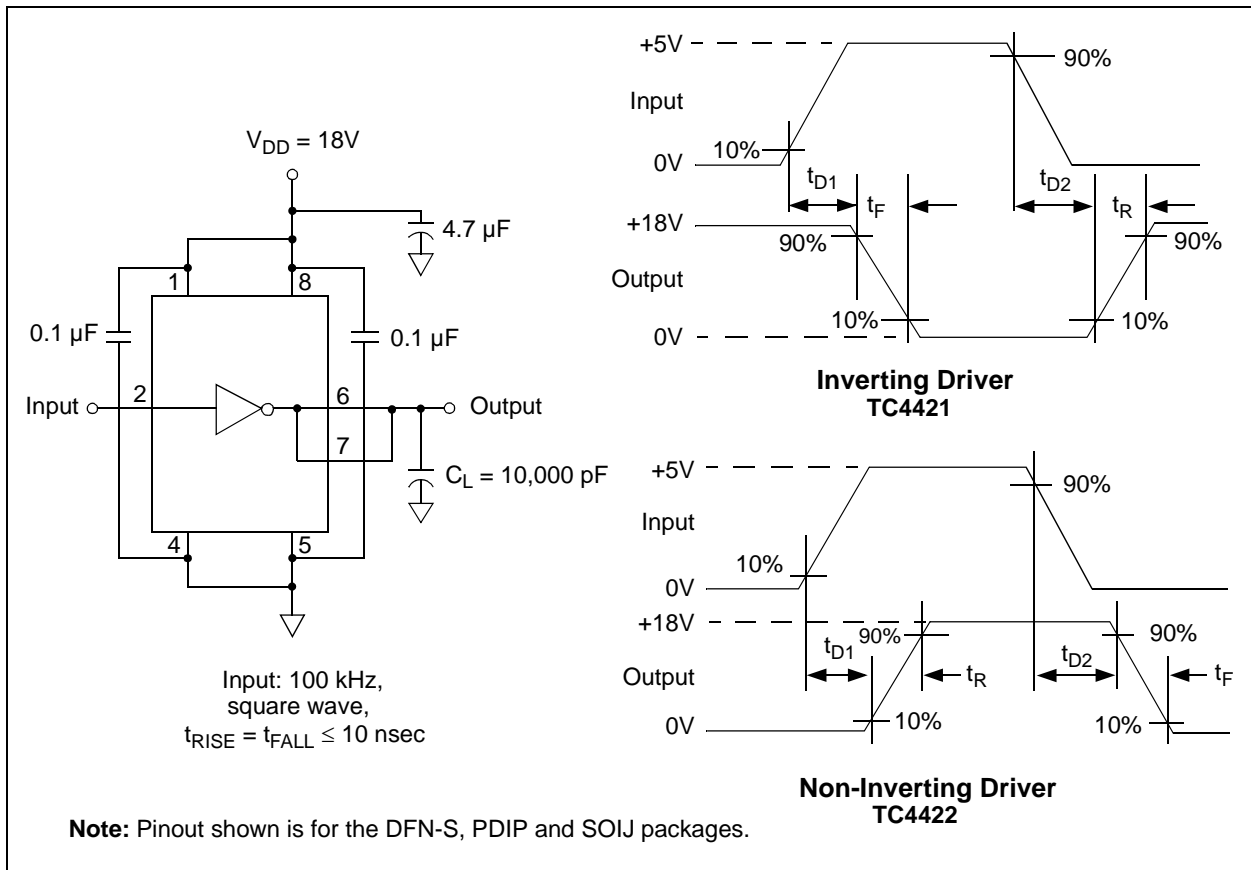 V_DD = 18V
4.7 µF
1
8
0.1 µF
0.1 µF
Input
2
6
Output
7
C_L = 10,000 pF
4
5
Input: 100 kHz,
square wave,
t_RISE = t_FALL ≤ 10 nsec
+5V
90%
Input
10%
0V
t_D1
t_F
t_D2
t_R
+18V
90%
90%
Output
10%
10%
0V
Inverting Driver
TC4421
+5V
90%
Input
10%
0V
+18V
t_D1
90%
t_R
t_D2
90%
t_F
Output
10%
10%
0V
Non-Inverting Driver
TC4422
Note: Pinout shown is for the DFN-S, PDIP and SOIJ packages.